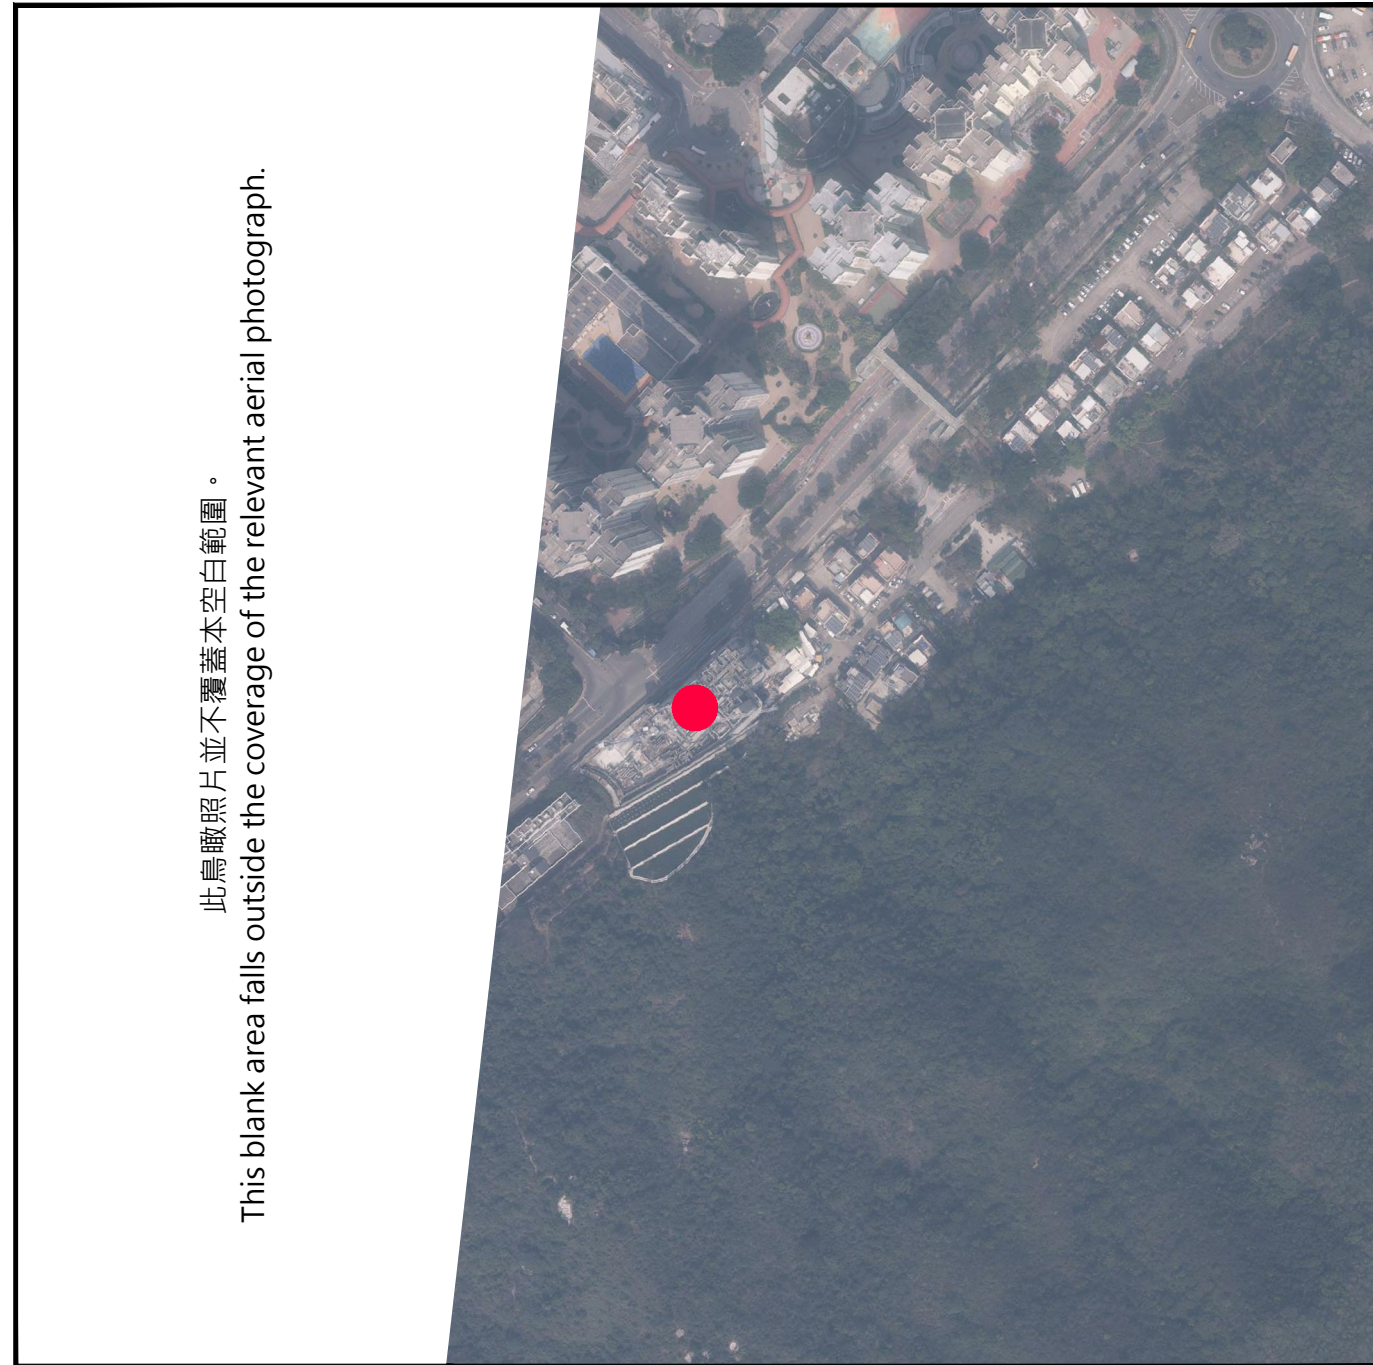 此鳥瞰照片並不覆蓋本空白範圍。
This blank area falls outside the coverage of the relevant aerial photograph.